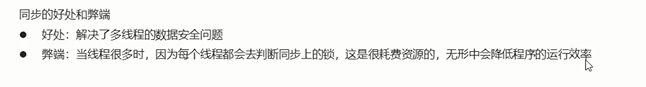 同步的好处和弊端
● 好处：解决了多线程的数据安全问题
● 弊端：当线程很多时，因为每个线程都会去判断同步上的锁，这是很耗费资源的，无形中会降低程序的运行效率